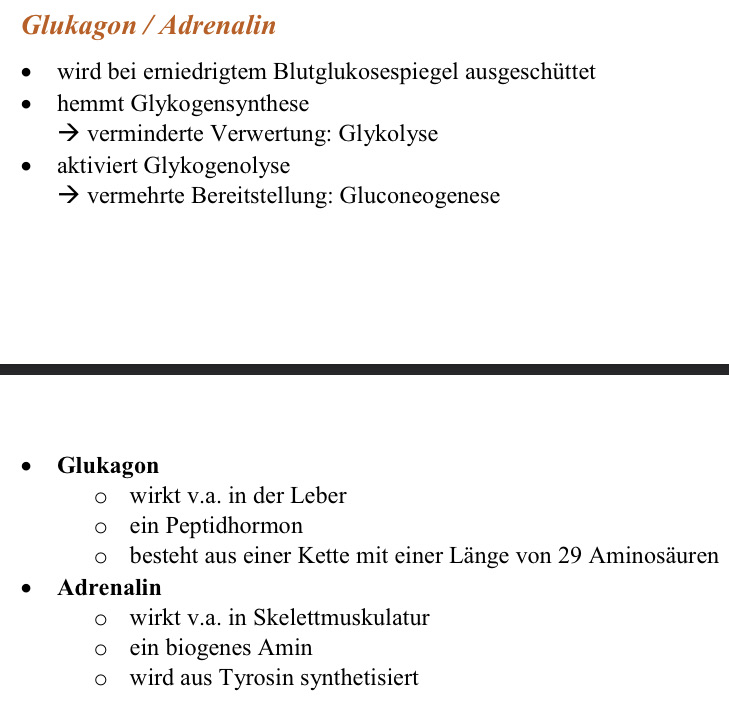 Glukagon / Adrenalin
• wird bei erniedrigtem Blutglukosespiegel ausgeschüttet
• hemmt Glykogensynthese
→ verminderte Verwertung: Glykolyse
• aktiviert Glykogenolyse
→ vermehrte Bereitstellung: Gluconeogenese
• Glukagon
o wirkt v.a. in der Leber
o ein Peptidhormon
o besteht aus einer Kette mit einer Länge von 29 Aminosäuren
• Adrenalin
o wirkt v.a. in Skelettmuskulatur
o ein biogenes Amin
o wird aus Tyrosin synthetisiert